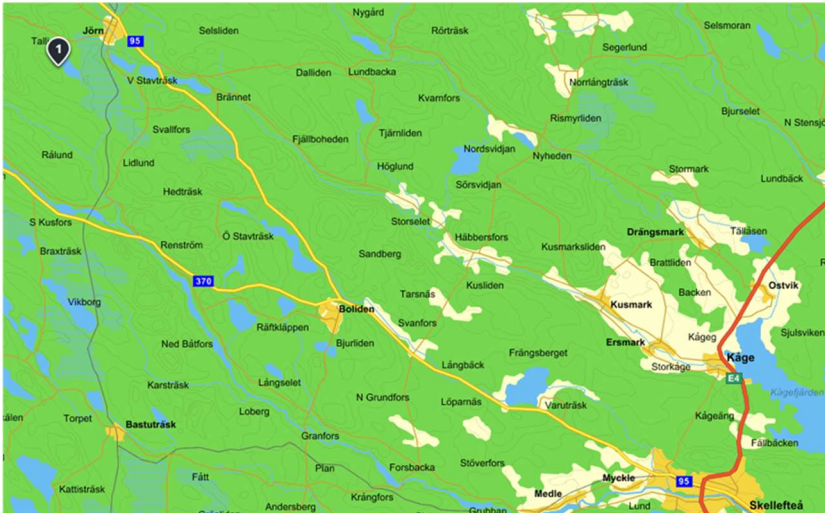 Nygård
Selsmoran
Jörn
Selsliden
Rörträsk
95
Segerlund
1
Dalliden
Lundbacka
V Stavträsk
Norrlångträsk
Brännet
Kvarnfors
Bjurselet
Rismyrliden
N Stensjö
Svallfors
Tjärnliden
Fjällboheden
Nordsvidjan
Rålund
Nyheden
Lidlund
Höglund
Stormark
Lundbäck
Sörsvidjan
Hedträsk
S Kusfors
Storselet
Drängsmark
Tällåsen
Ö Stavträsk
Häbbersfors
Renström
Kusmarksliden
Braxträsk
Sandberg
Brattliden
370
Kusliden
Ostvik
Tarsnäs
Backen
Vikborg
Kusmark
Boliden
Svanfors
Räftkläppen
Sjulsviken
Kågeg
Ned Båtfors
Bjurliden
Ersmark
Frängsberget
Kåge
Långbäck
Storkåge
E4
Karsträsk
Långselet
Kågefjärden
N Grundfors
Löparnäs
Varuträsk
Loberg
Kågeäng
Torpet
Bastuträsk
Granfors
Fällbäcken
Stöverfors
Plan
Forsbacka
Fått
Myckle
95
Kattisträsk
Krångfors
Medle
Andersberg
Lund
Skellefteå
Grubban